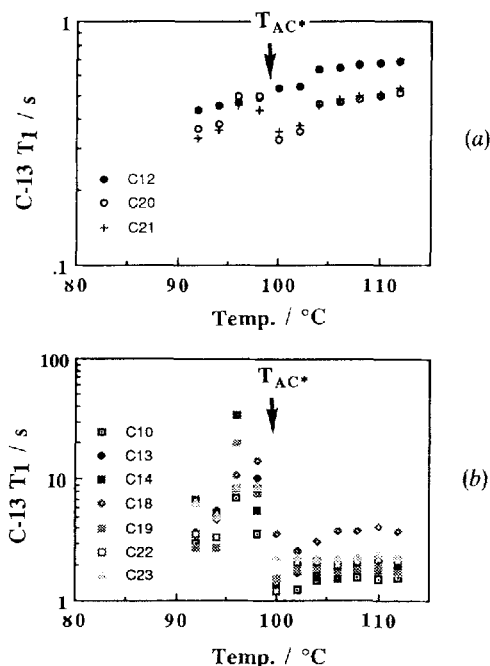 T_AC*
1
C-13 T1 / s
(a)
C12
C20
C21
.1
80 90 100 110
Temp. / °C
100
T_AC*
C-13 T1 / s
(b)
C10
C13
C14
10
C18
C19
C22
C23
1
80 90 100 110
Temp. / °C